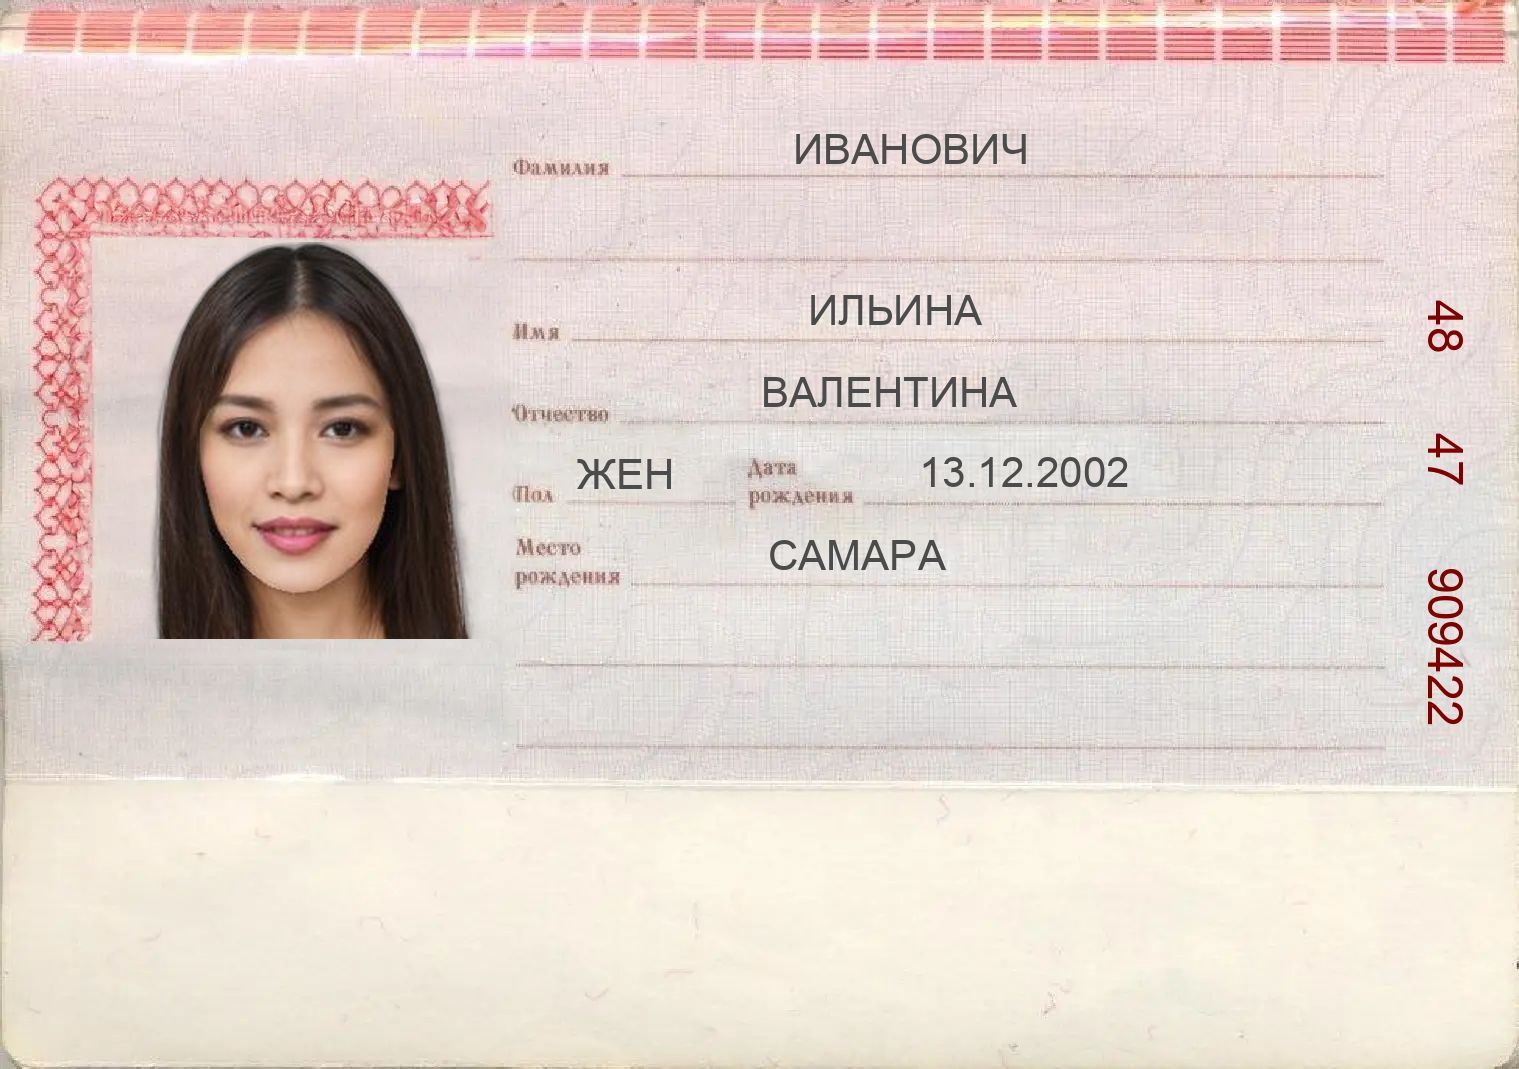 Фамилия ИВАНОВИЧ
Имя ИЛЬИНА
Отчество ВАЛЕНТИНА
Пол ЖЕН Дата рождения 13.12.2002
Место рождения САМАРА
48 47 909422